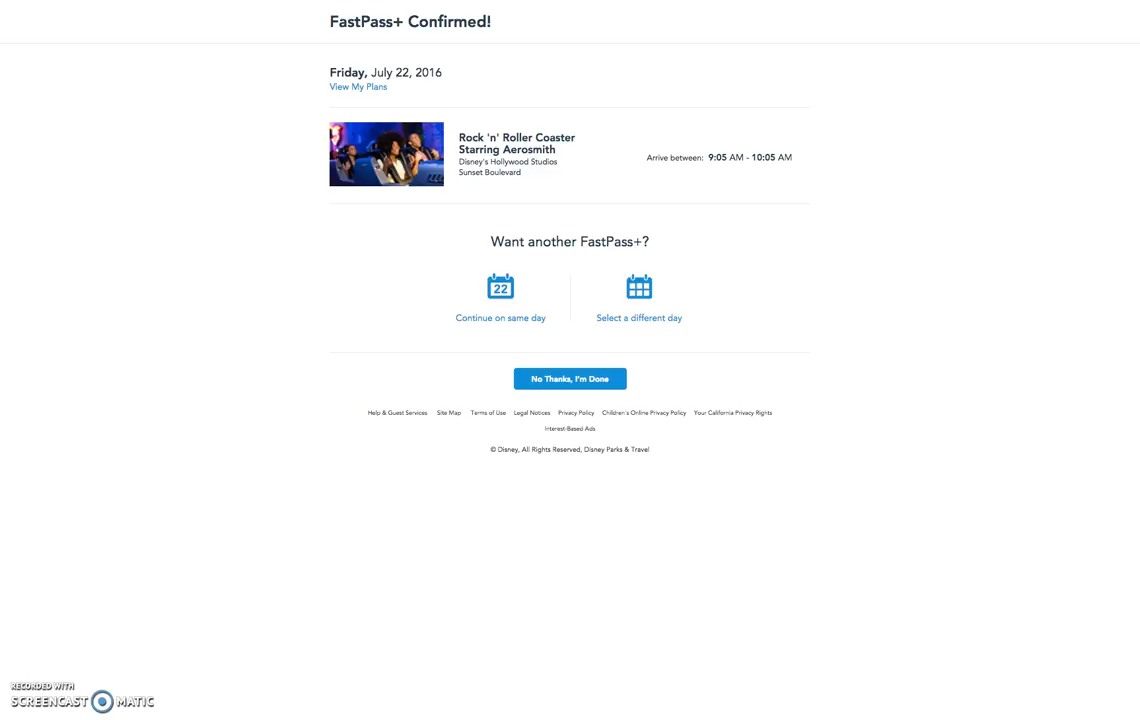 FastPass+ Confirmed!
Friday, July 22, 2016
View My Plans
Rock 'n' Roller Coaster
Starring Aerosmith
Disney's Hollywood Studios
Sunset Boulevard
Arrive between: 9:05 AM - 10:05 AM
Want another FastPass+?
22
Continue on same day
Select a different day
No Thanks, I'm Done
Help & Guest Services Site Map Terms of Use Legal Notices Privacy Policy Children's Online Privacy Policy Your California Privacy Rights
Interest-Based Ads
© Disney, All Rights Reserved, Disney Parks & Travel
RECORDED WITH
SCREENCAST MATIC